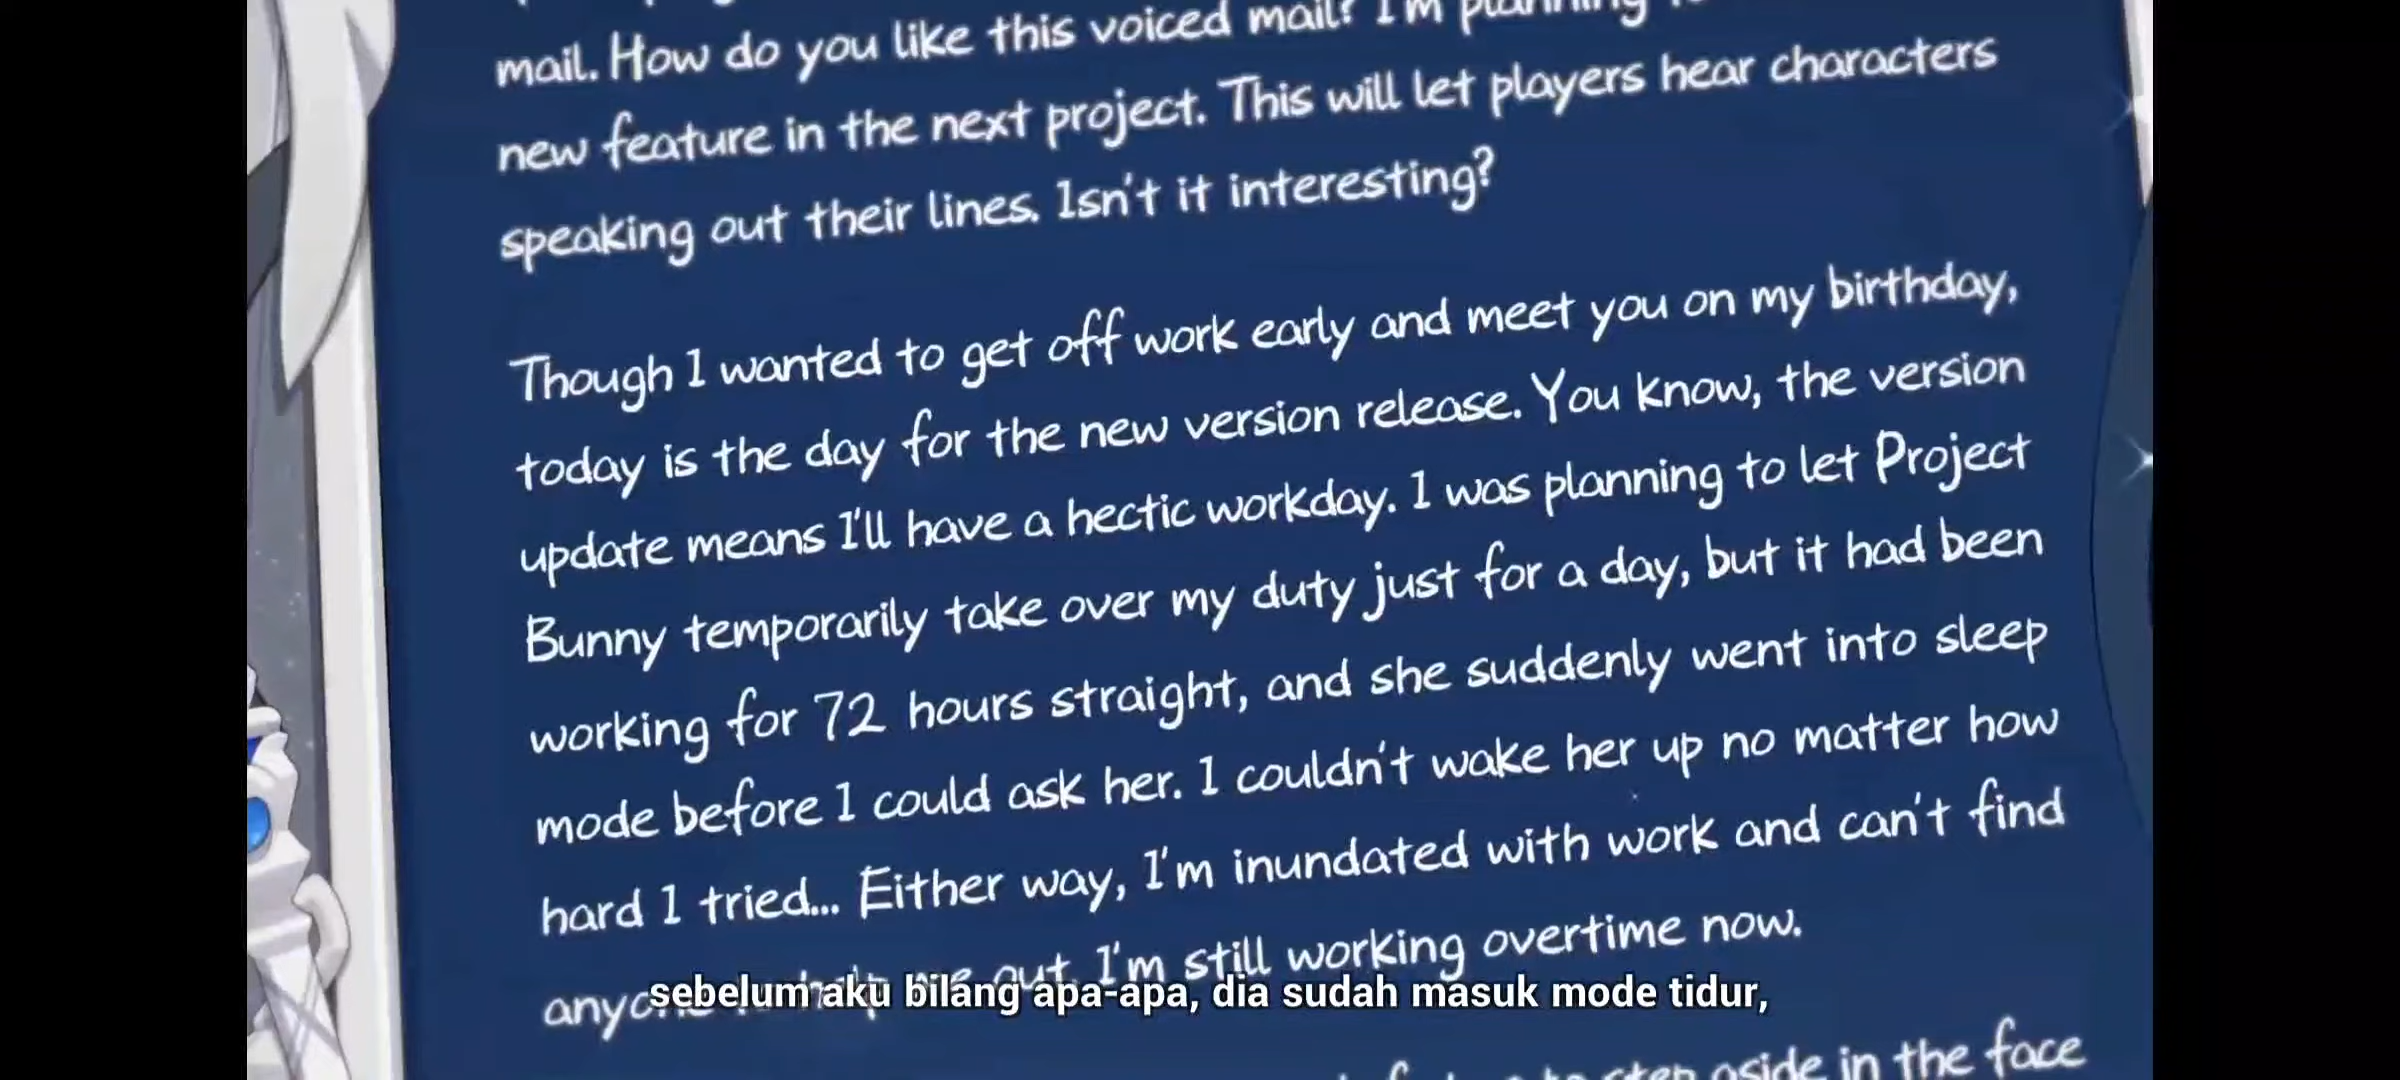 mail. How do you like this voiced mail? I'm planning
new feature in the next project. This will let players hear characters
speaking out their lines. Isn't it interesting?
Though I wanted to get off work early and meet you on my birthday,
today is the day for the new version release. You know, the version
update means I'll have a hectic workday. I was planning to let Project
Bunny temporarily take over my duty just for a day, but it had been
working for 72 hours straight, and she suddenly went into sleep
mode before I could ask her. I couldn't wake her up no matter how
hard I tried... Either way, I'm inundated with work and can't find
out. I'm still working overtime now.
sebelum aku bilang apa-apa, dia sudah masuk mode tidur,
step aside in the face